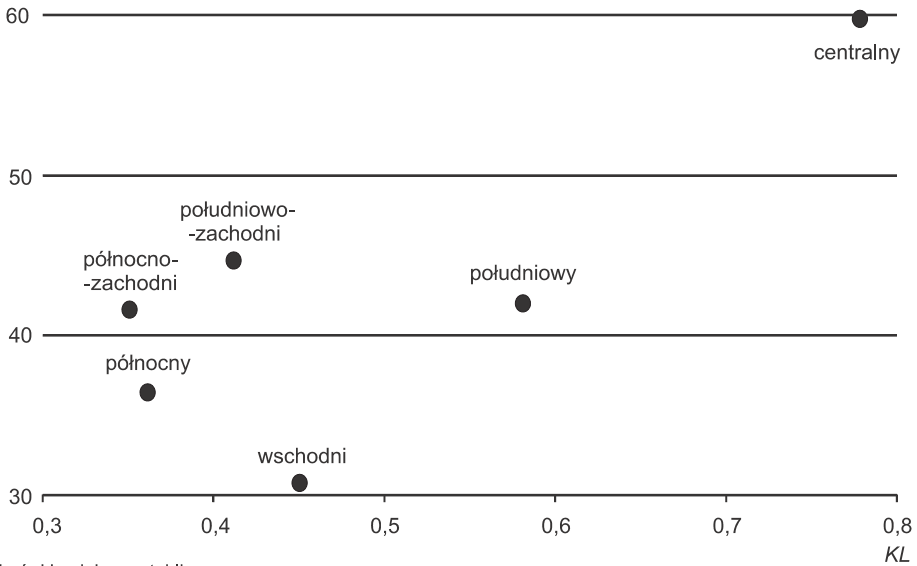 60
centralny
50
południowo-
-zachodni
północno-
-zachodni
południowy
40
północny
wschodni
30
0,3 0,4 0,5 0,6 0,7 0,8
KL